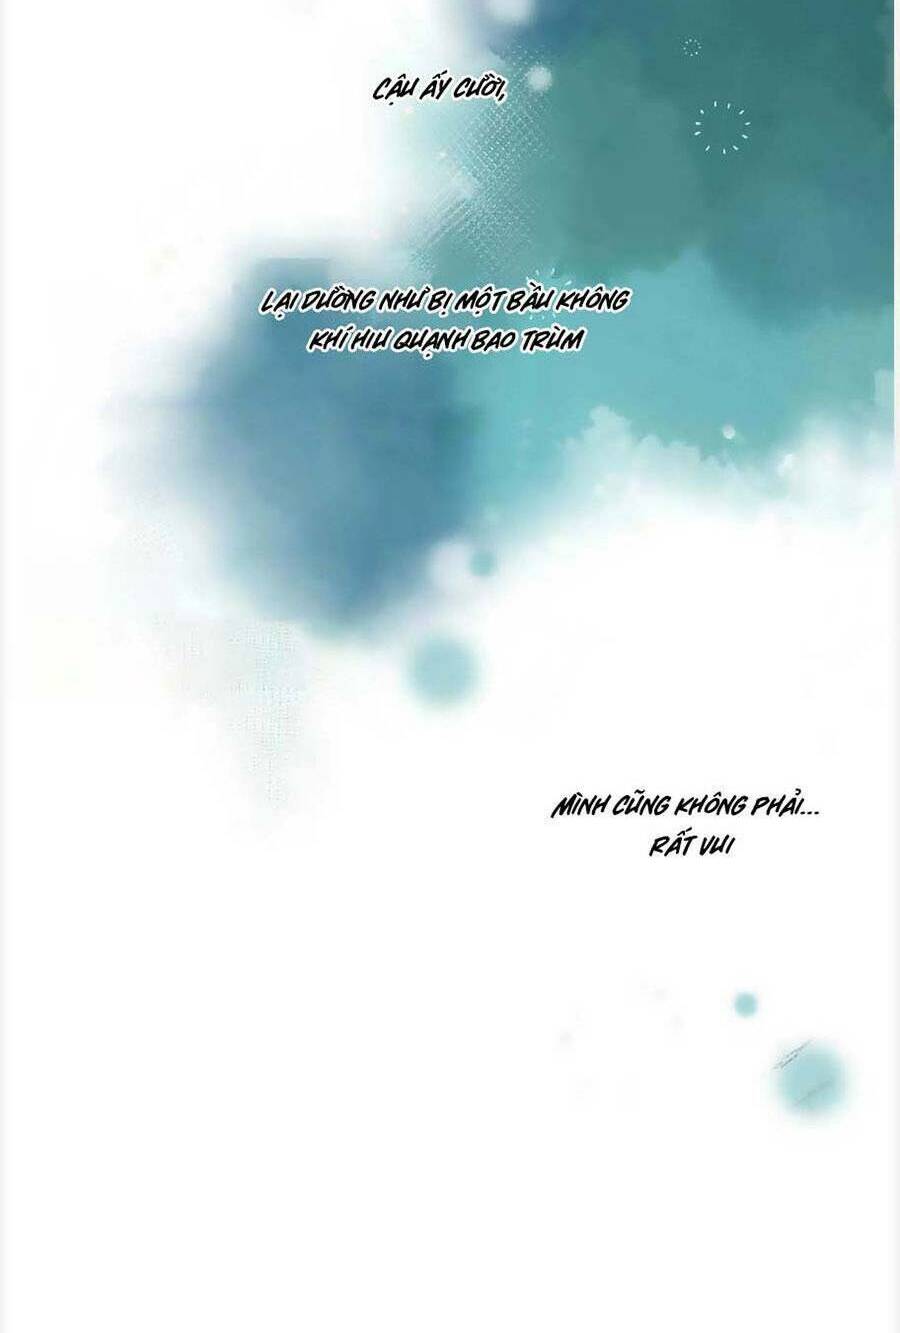 CẬU ẤY CƯỜI,
LẠI DƯỜNG NHƯ BỊ MỘT BẦU KHÔNG
KHÍ HIU QUẠNH BAO TRÙM
MÌNH CŨNG KHÔNG PHẢI...
RẤT VUI